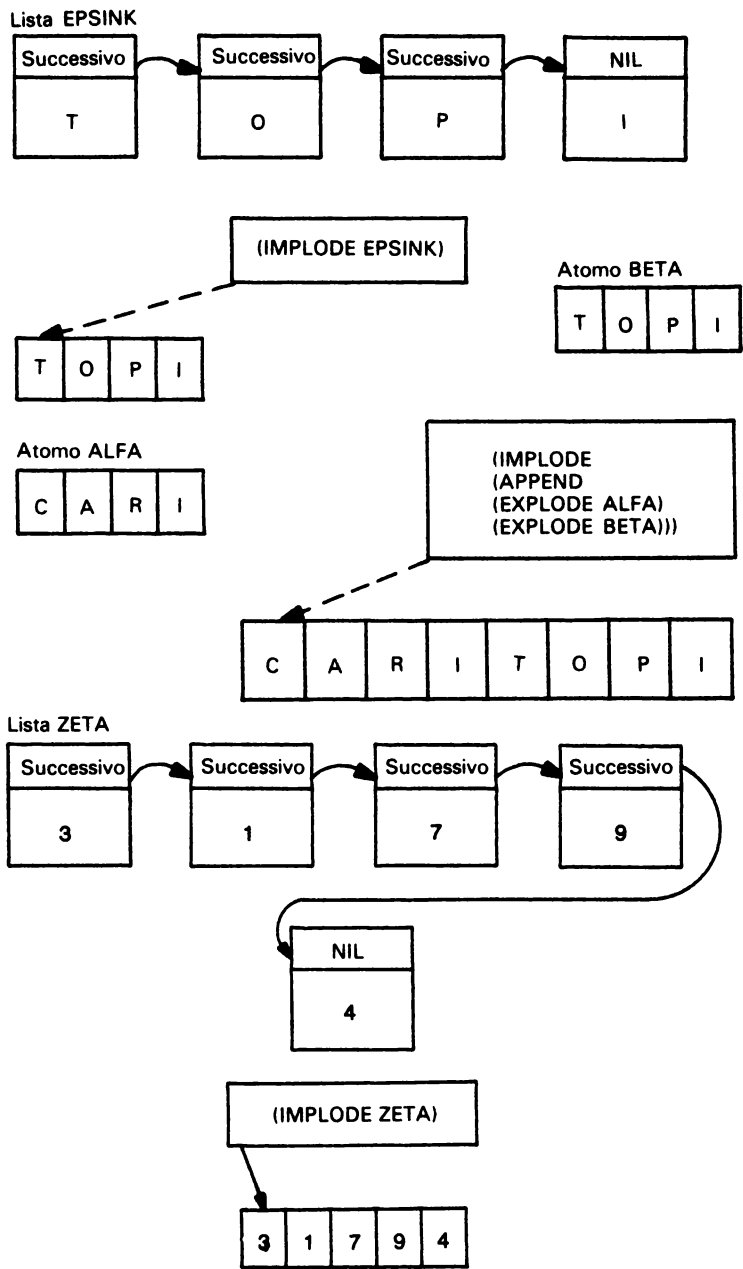 Lista EPSINK
Successivo Successivo Successivo NIL
T O P I
(IMPLODE EPSINK)
Atomo BETA
T O P I
T O P I
Atomo ALFA
C A R I
(IMPLODE
(APPEND
(EXPLODE ALFA)
(EXPLODE BETA)))
C A R I T O P I
Lista ZETA
Successivo Successivo Successivo Successivo
3 1 7 9
NIL
4
(IMPLODE ZETA)
3 1 7 9 4